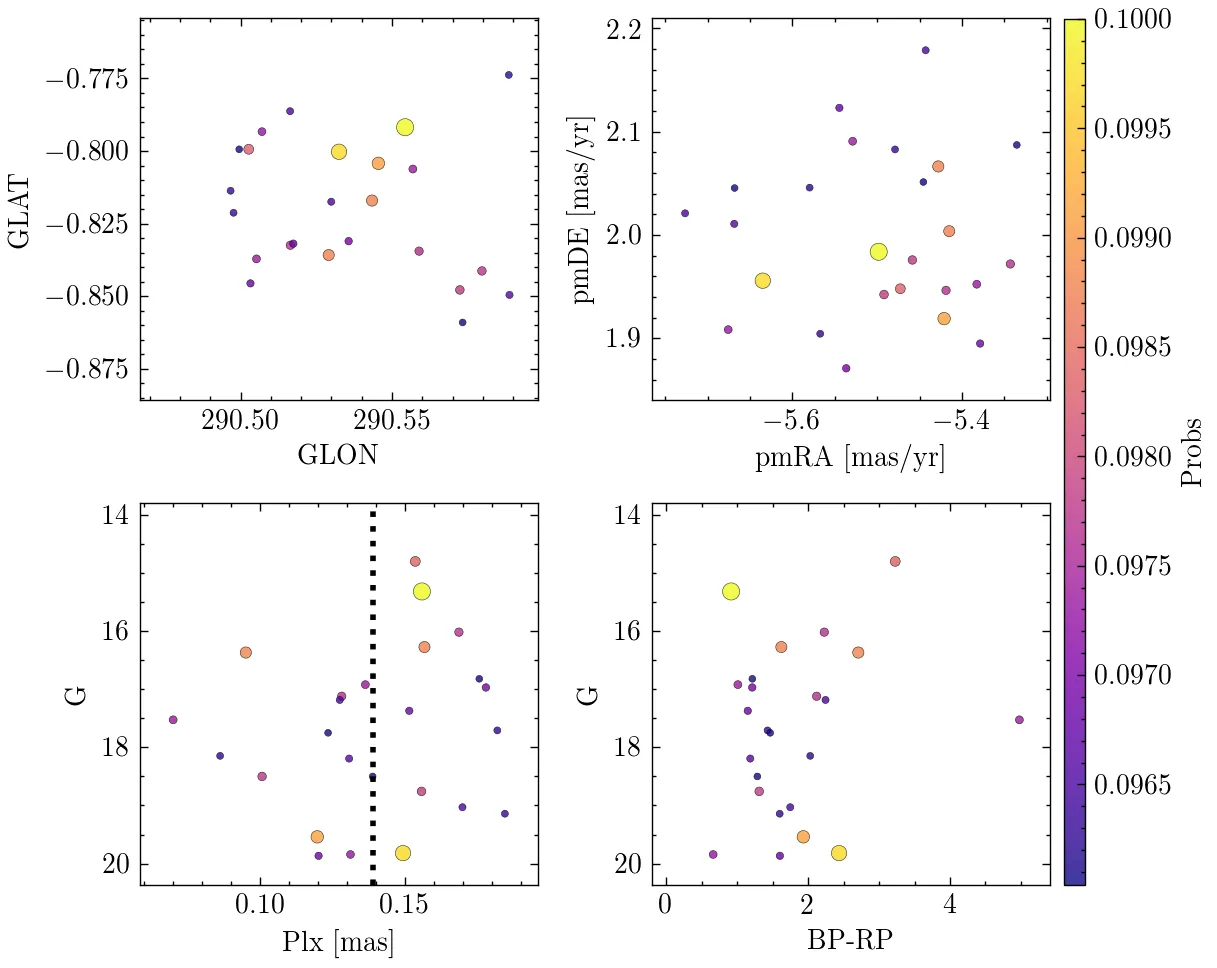 −0.775
−0.800
−0.825
−0.850
−0.875
GLAT
290.50 290.55
GLON
2.2
2.1
2.0
1.9
pmDE [mas/yr]
−5.6 −5.4
pmRA [mas/yr]
14
16
18
20
G
0.10 0.15
Plx [mas]
14
16
18
20
G
0 2 4
BP-RP
0.1000
0.0995
0.0990
0.0985
0.0980
0.0975
0.0970
0.0965
Probs